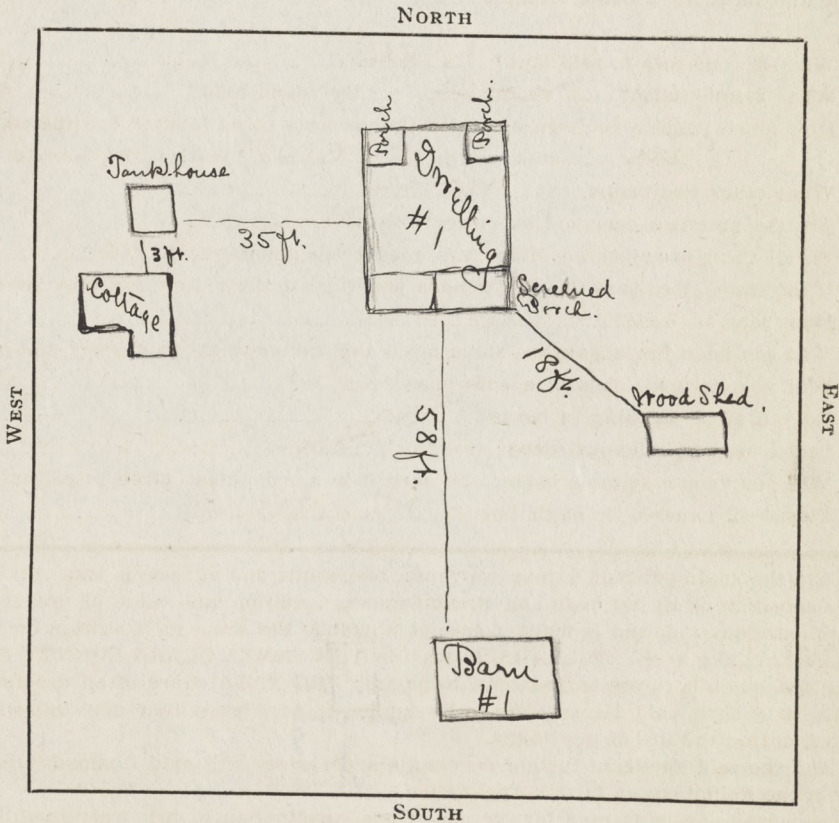 NORTH
Porch
Porch.
Tankhouse
Dwelling
#1
35 ft.
3 ft.
Cottage
Screened
Porch.
18 ft.
Wood Shed.
WEST
EAST
58 ft.
Barn
#1
SOUTH